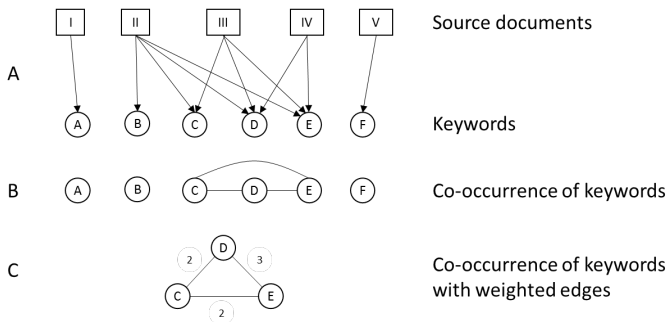 I II III IV V Source documents
A
A B C D E F Keywords
B A B C D E F Co-occurrence of keywords
D
2 3
C Co-occurrence of keywords
with weighted edges
C E
2